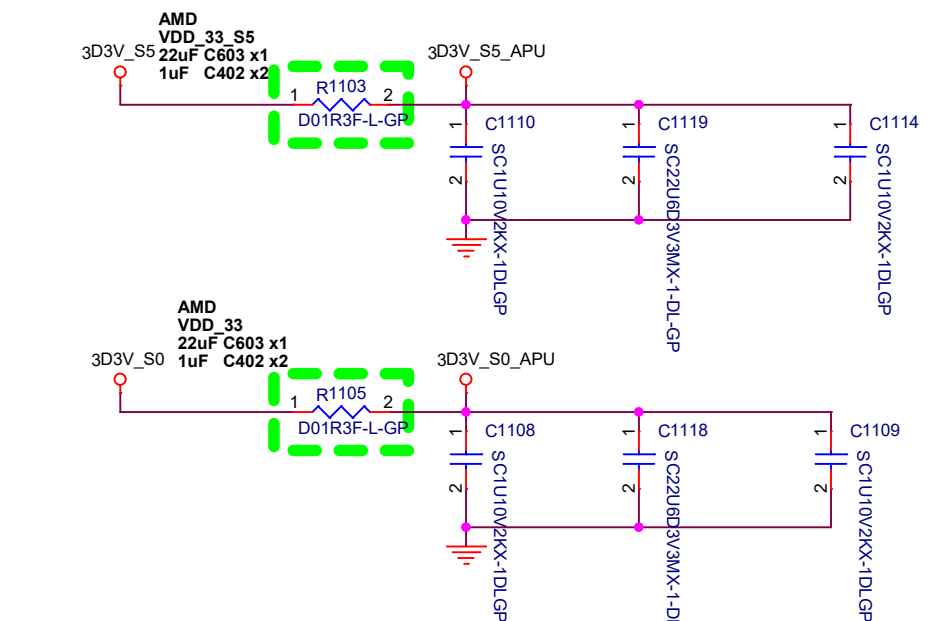 AMD
VDD_33_S5
3D3V_S5 22uF C603 x1 3D3V_S5_APU
1uF C402 x2
R1103
1 2
D01R3F-L-GP
1 C1110 1 C1119 1 C1114
2 2 2
SC1U10V2KX-1DLGP
SC22U6D3V3MX-1-DL-GP
SC1U10V2KX-1DLGP
AMD
VDD_33
22uF C603 x1
3D3V_S0 1uF C402 x2 3D3V_S0_APU
R1105
1 2
D01R3F-L-GP
1 C1108 1 C1118 1 C1109
2 2 2
SC1U10V2KX-1DLGP
SC22U6D3V3MX-1-D
SC1U10V2KX-1DLGP